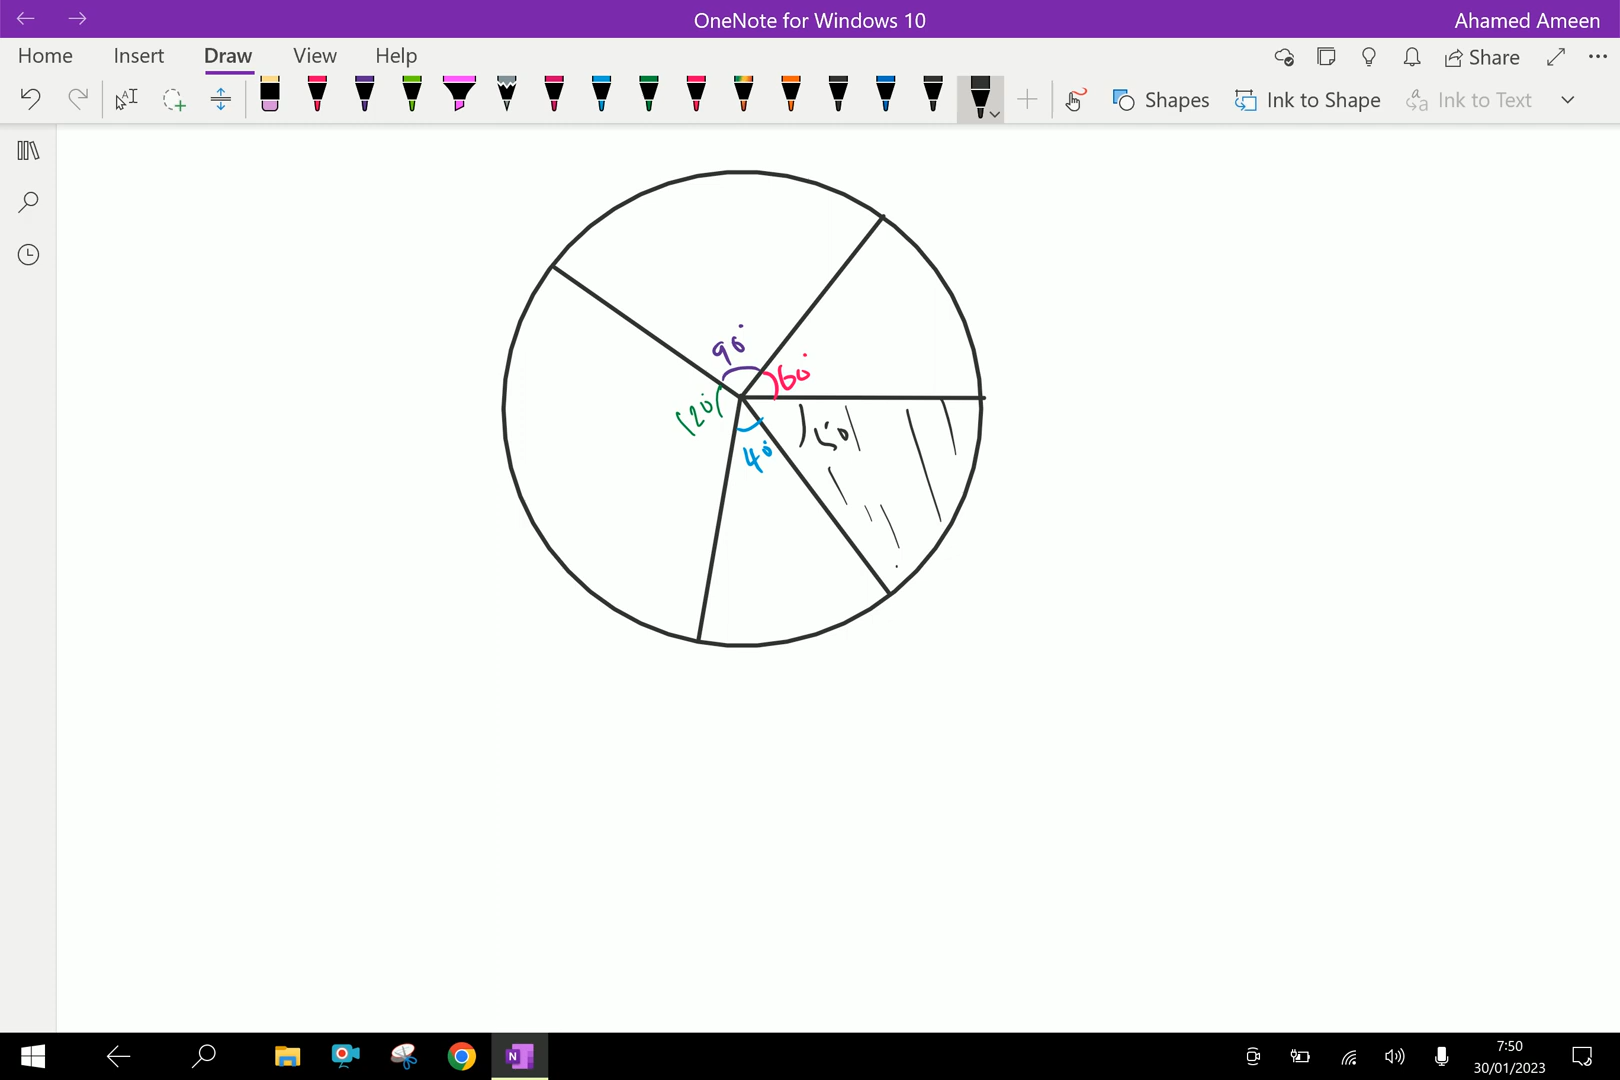 OneNote for Windows 10
Ahamed Ameen
Home Insert Draw View Help
Share
Shapes
Ink to Shape
Ink to Text
90°
60°
120°
50
40°
7:50
30/01/2023